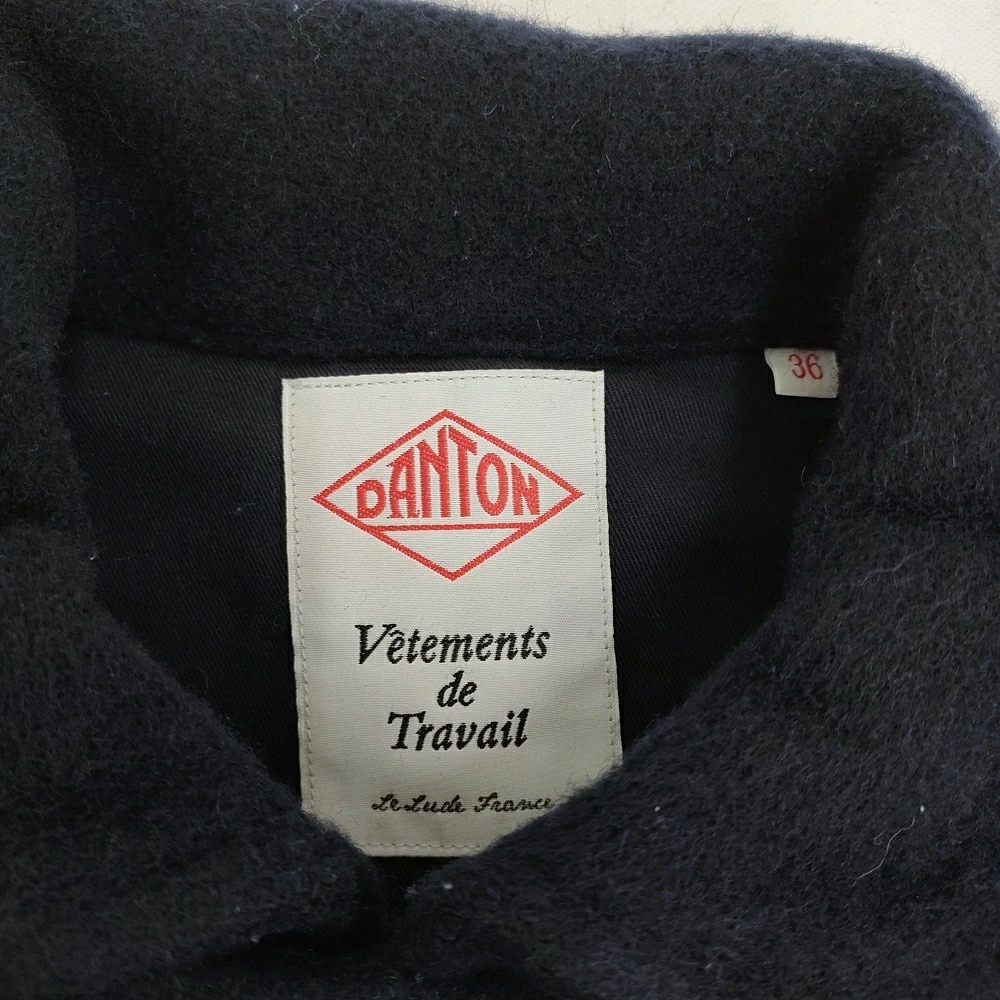 36
DANTON
Vêtements
de
Travail
Le Lude France